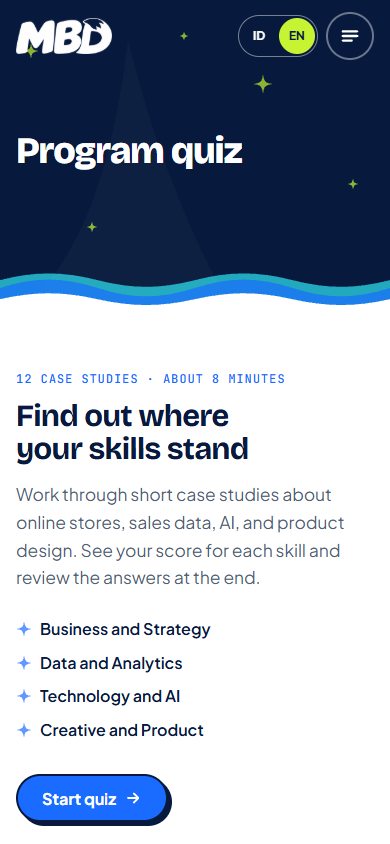 MBD
ID EN
Program quiz
12 CASE STUDIES · ABOUT 8 MINUTES
Find out where
your skills stand
Work through short case studies about
online stores, sales data, AI, and product
design. See your score for each skill and
review the answers at the end.
Business and Strategy
Data and Analytics
Technology and AI
Creative and Product
Start quiz →